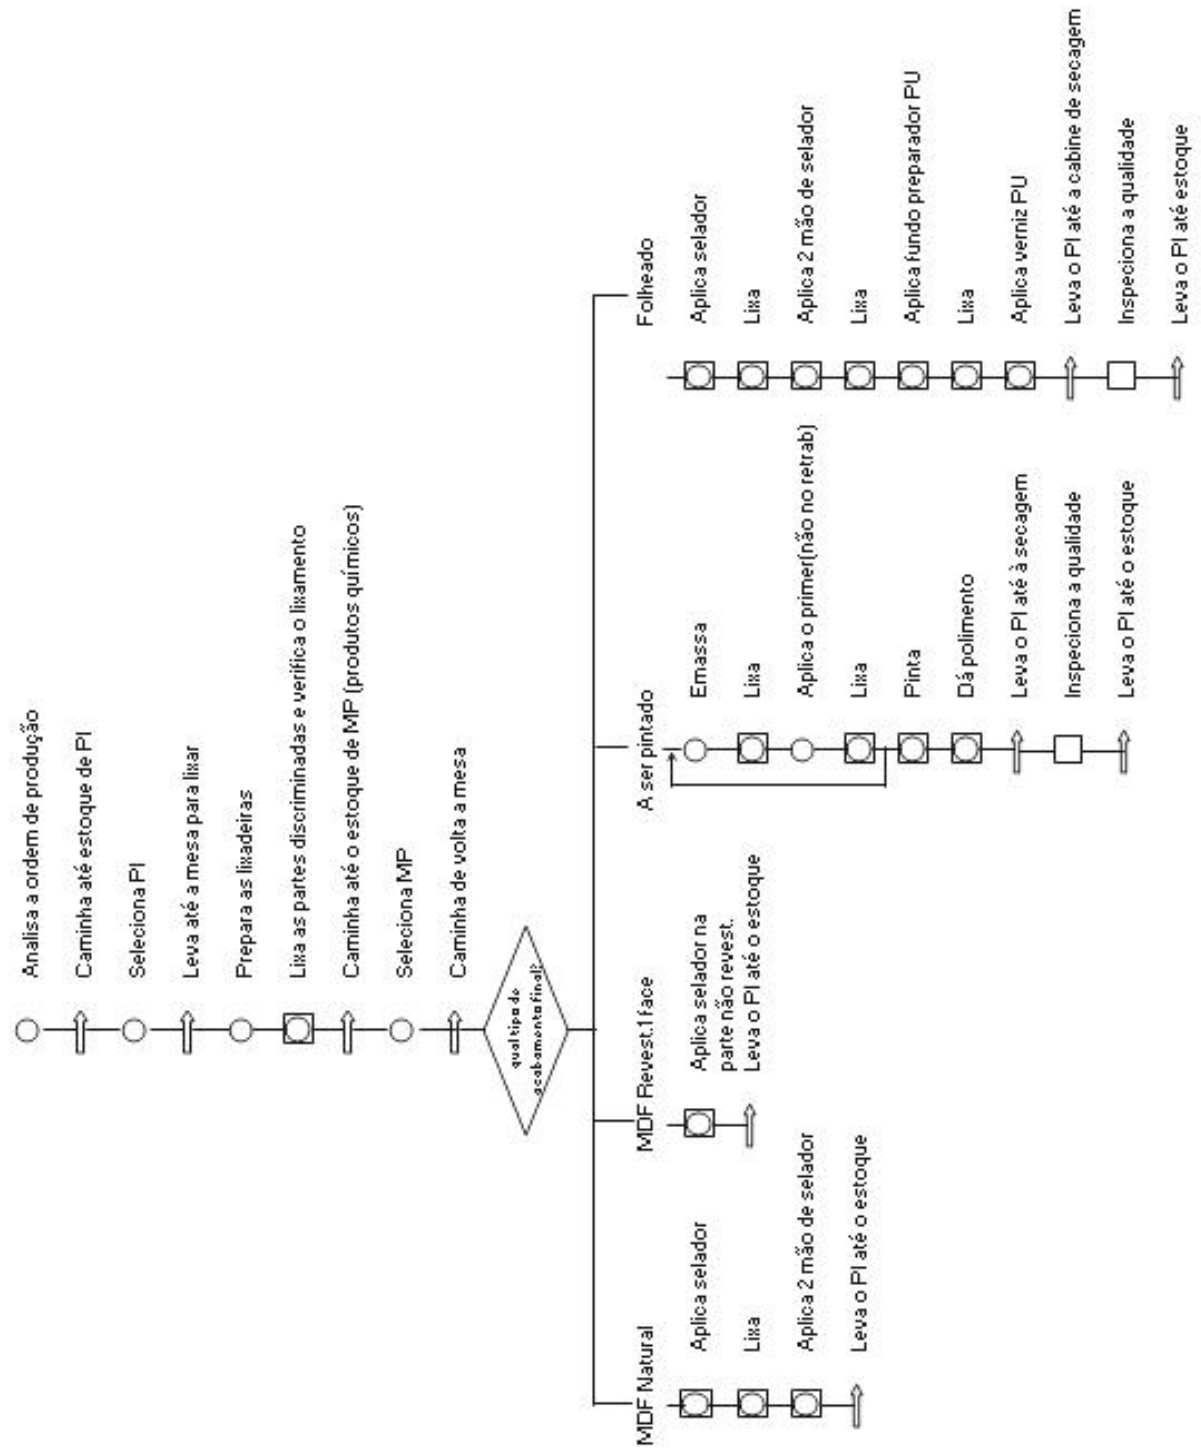 Analisa a ordem de produção
Caminha até estoque de PI
Seleciona PI
Leva até a mesa para lixar
Prepara as lixadeiras
Lixa as partes discriminadas e verifica o lixamento
Caminha até o estoque de MP (produtos químicos)
Seleciona MP
Caminha de volta a mesa
qual tipo de
acabamento final?
MDF Natural
Aplica selador
Lixa
Aplica 2 mão de selador
Leva o PI até o estoque
MDF Revest.1 face
Aplica selador na
parte não revest.
Leva o PI até o estoque
A ser pintado
Emassa
Lixa
Aplica o primer(não no retrab)
Lixa
Pinta
Dá polimento
Leva o PI até à secagem
Inspeciona a qualidade
Leva o PI até o estoque
Folheado
Aplica selador
Lixa
Aplica 2 mão de selador
Lixa
Aplica fundo preparador PU
Lixa
Aplica verniz PU
Leva o PI até a cabine de secagem
Inspeciona a qualidade
Leva o PI até estoque